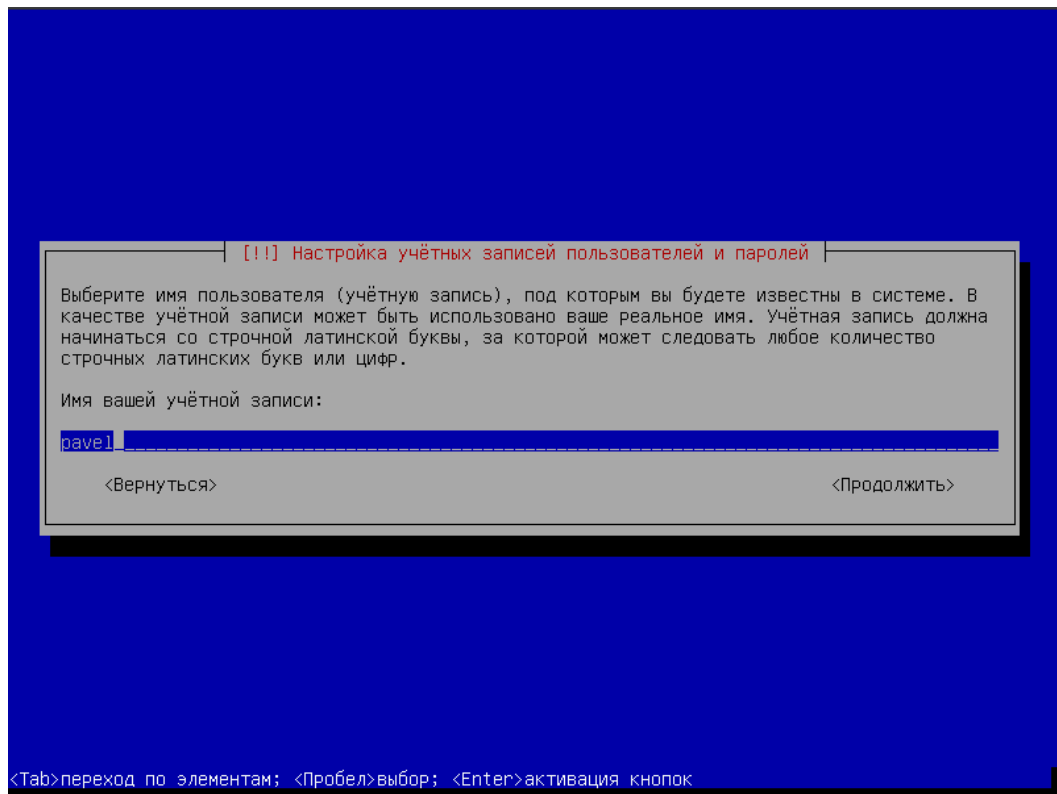 [!!] Настройка учётных записей пользователей и паролей
Выберите имя пользователя (учётную запись), под которым вы будете известны в системе. В
качестве учётной записи может быть использовано ваше реальное имя. Учётная запись должна
начинаться со строчной латинской буквы, за которой может следовать любое количество
строчных латинских букв или цифр.
Имя вашей учётной записи:
pavel
<Вернуться> <Продолжить>
<Tab>переход по элементам; <Пробел>выбор; <Enter>активация кнопок